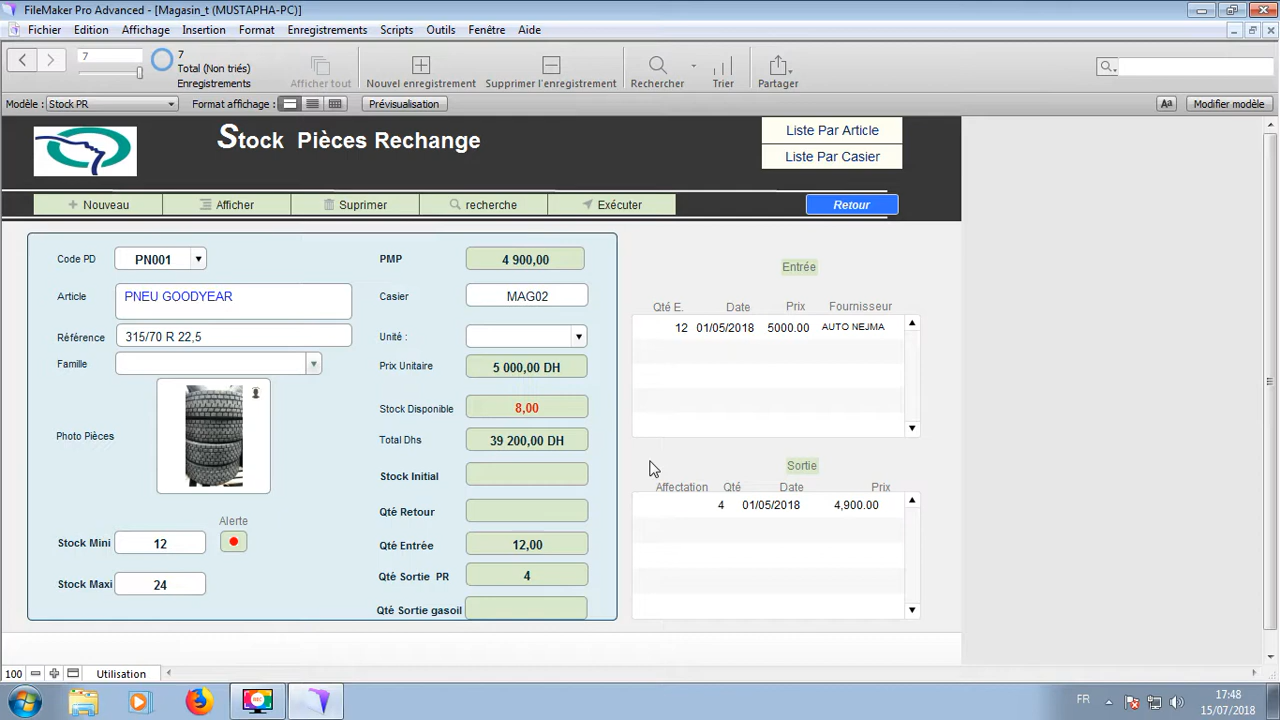 FileMaker Pro Advanced - [Magasin_t (MUSTAPHA-PC)]
Fichier Edition Affichage Insertion Format Enregistrements Scripts Outils Fenêtre Aide
7
7
Total (Non triés)
Enregistrements
Afficher tout
Nouvel enregistrement
Supprimer l'enregistrement
Rechercher
Trier
Partager
Modèle : Stock PR Format affichage : Prévisualisation Aa Modifier modèle
Stock Pièces Rechange
Liste Par Article
Liste Par Casier
Nouveau Afficher Suprimer recherche Exécuter Retour
Code PD PN001
Article PNEU GOODYEAR
Référence 315/70 R 22,5
Famille
Photo Pièces
Alerte
Stock Mini 12
Stock Maxi 24
PMP 4 900,00
Casier MAG02
Unité :
Prix Unitaire 5 000,00 DH
Stock Disponible 8,00
Total Dhs 39 200,00 DH
Stock Initial
Qté Retour
Qté Entrée 12,00
Qté Sortie PR 4
Qté Sortie gasoil
Entrée
Qté E. Date Prix Fournisseur
12 01/05/2018 5000.00 AUTO NEJMA
Sortie
Affectation Qté Date Prix
4 01/05/2018 4,900.00
100 Utilisation
FR 17:48
15/07/2018